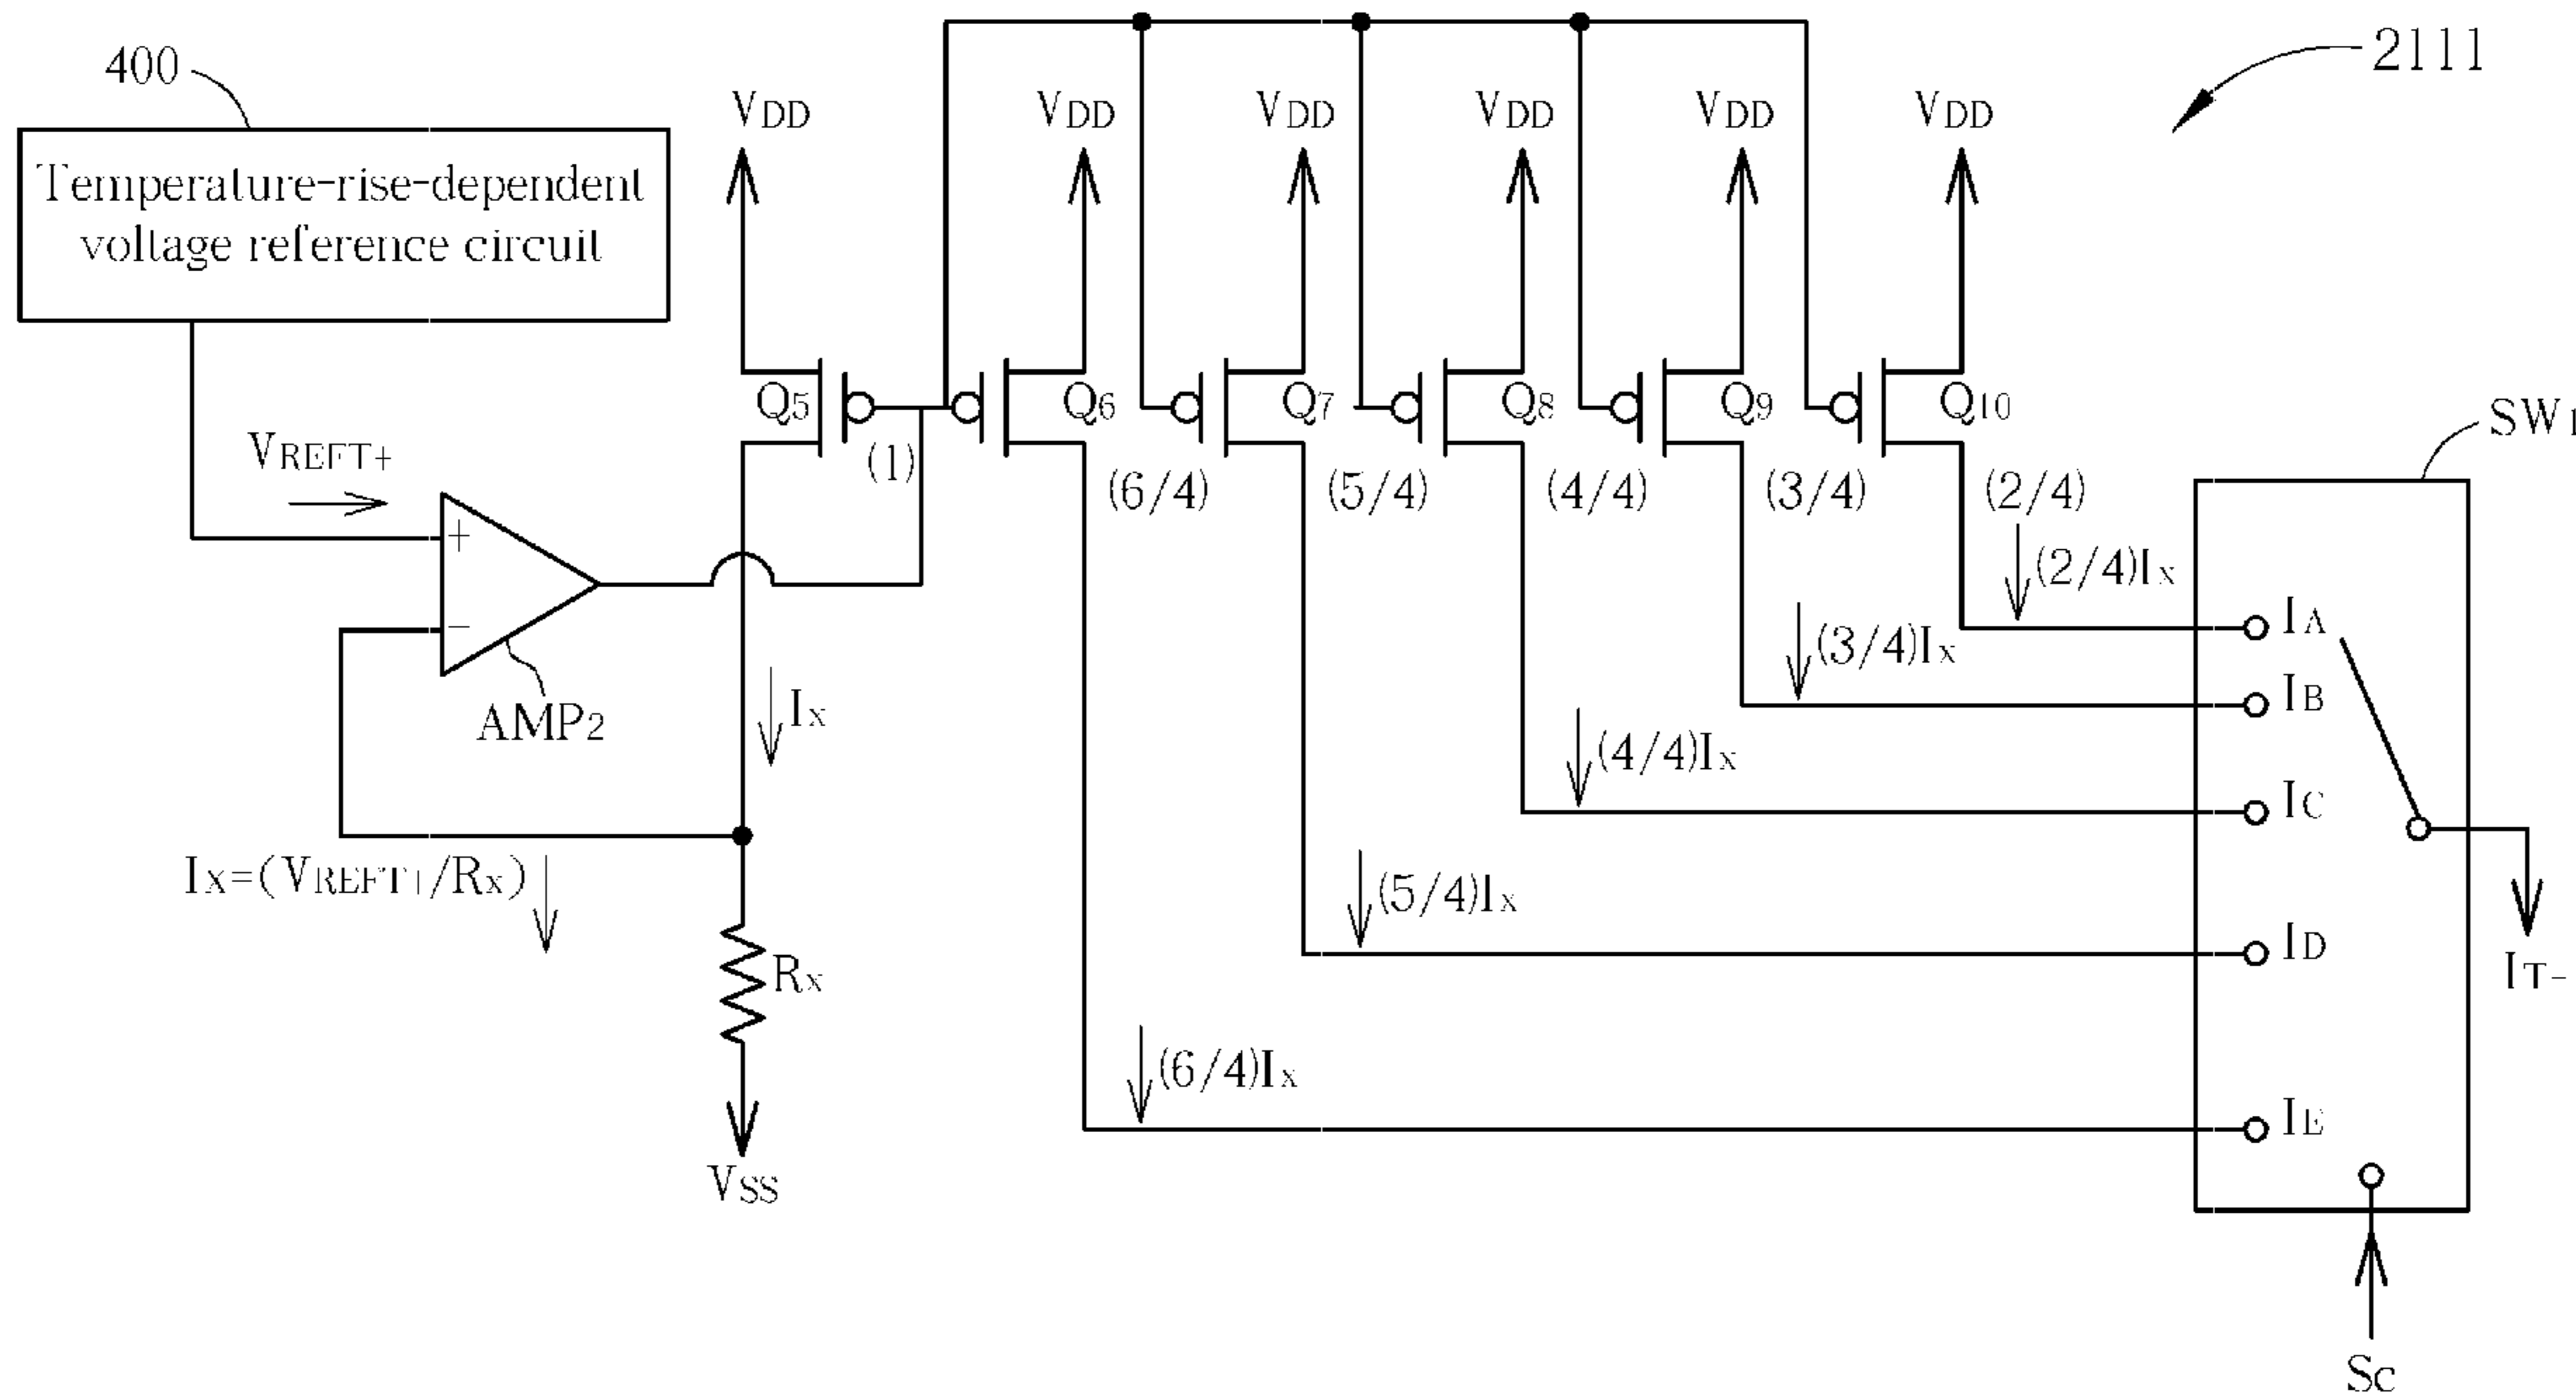 400
2111
Temperature-rise-dependent
voltage reference circuit
VDD
VDD
VDD
VDD
VDD
VDD
Q5
Q6
Q7
Q8
Q9
Q10
(1)
(6/4)
(5/4)
(4/4)
(3/4)
(2/4)
SW1
VREFT+
+
−
AMP2
Ix
Ix=(VREFT+/Rx)
Rx
VSS
(2/4)Ix
(3/4)Ix
(4/4)Ix
(5/4)Ix
(6/4)Ix
IA
IB
IC
ID
IE
IT-
SC